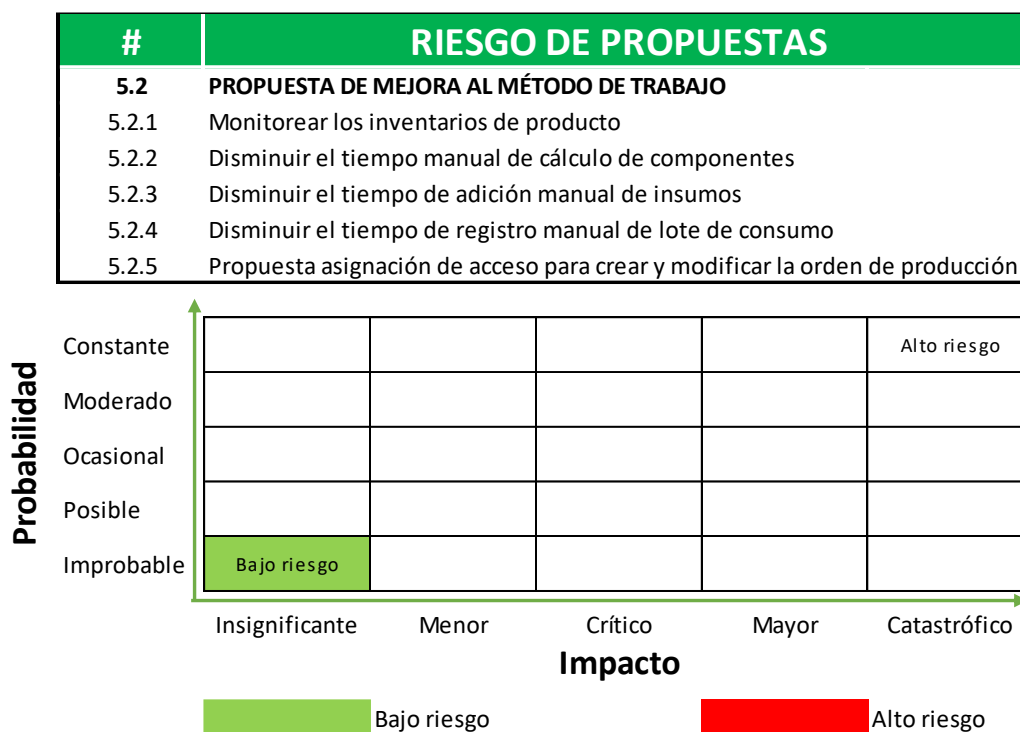 # RIESGO DE PROPUESTAS
5.2 PROPUESTA DE MEJORA AL MÉTODO DE TRABAJO
5.2.1 Monitorear los inventarios de producto
5.2.2 Disminuir el tiempo manual de cálculo de componentes
5.2.3 Disminuir el tiempo de adición manual de insumos
5.2.4 Disminuir el tiempo de registro manual de lote de consumo
5.2.5 Propuesta asignación de acceso para crear y modificar la orden de producción
Probabilidad
Constante Alto riesgo
Moderado
Ocasional
Posible
Improbable Bajo riesgo
Insignificante Menor Crítico Mayor Catastrófico
Impacto
Bajo riesgo Alto riesgo